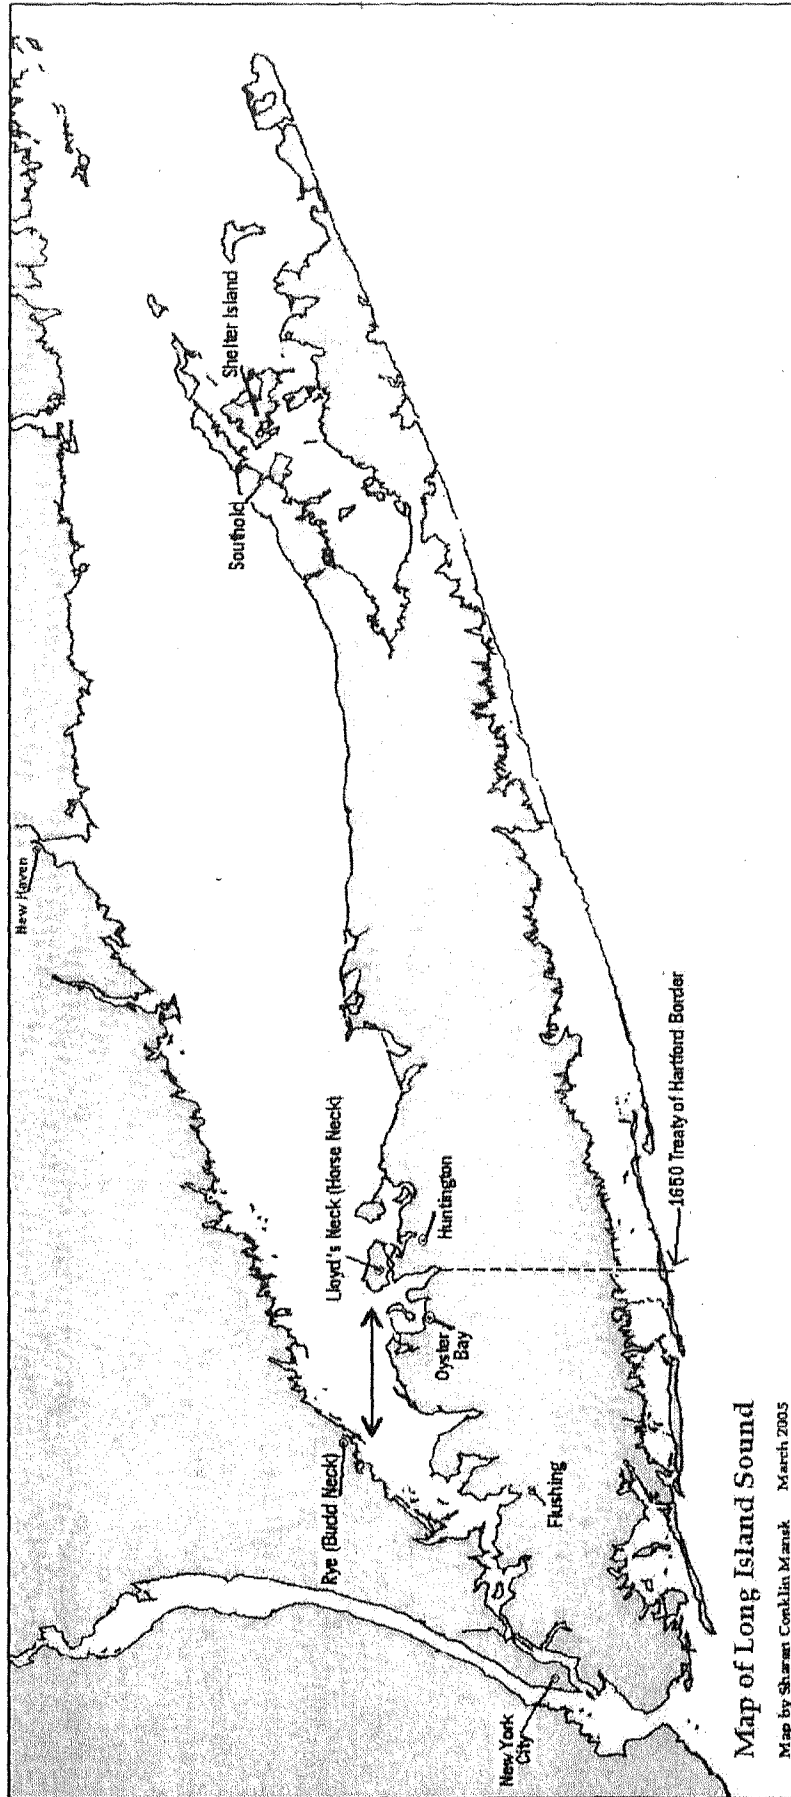 New Haven
Shelter Island
Southold
Lloyd's Neck (Horse Neck)
Huntington
Oyster
Bay
Rye (Budd Neck)
Flushing
New York
City
1650 Treaty of Hartford Border
Map of Long Island Sound
Map by Sharan Conklin Mansk March 2005